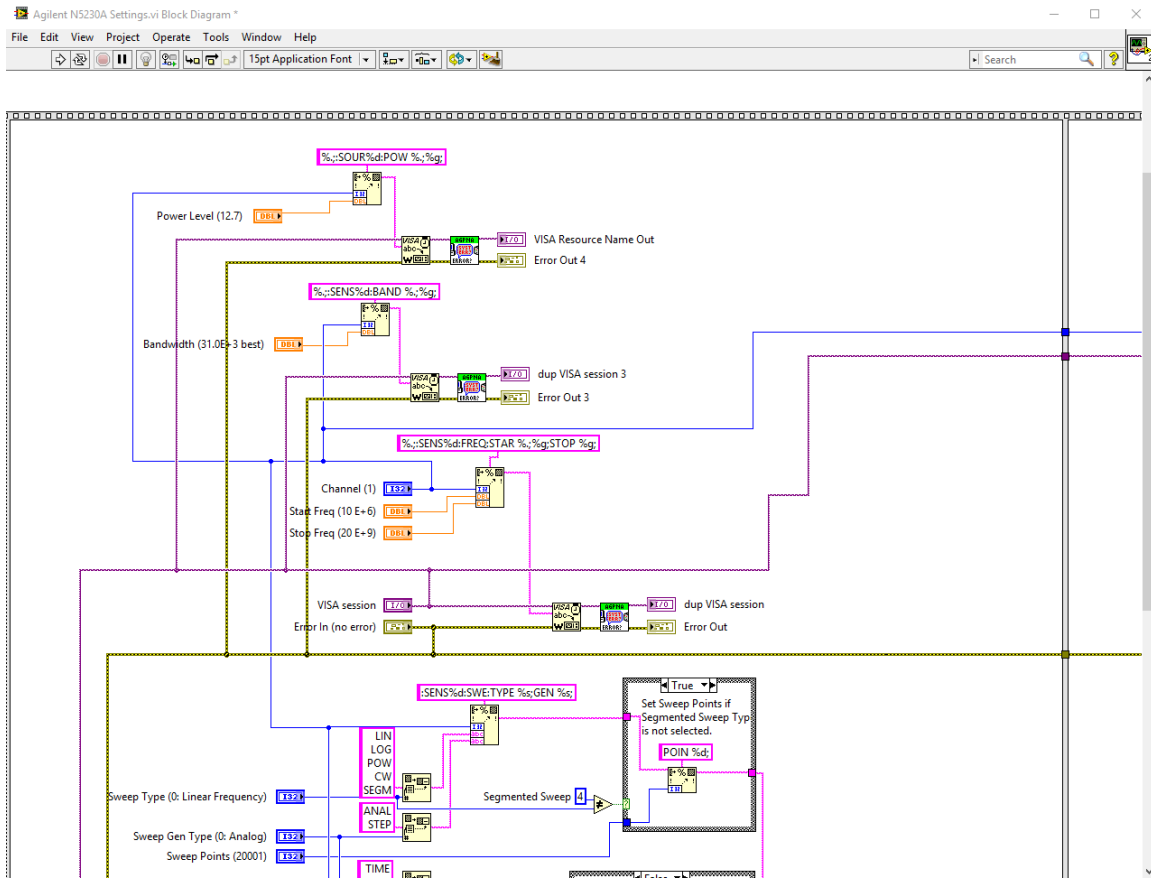 Agilent N5230A Settings.vi Block Diagram *
File Edit View Project Operate Tools Window Help
15pt Application Font
Search
%.;:SOUR%d:POW %.;%g;
Power Level (12.7)
DBL
VISA Resource Name Out
I/O
Error Out 4
%.;:SENS%d:BAND %.;%g;
Bandwidth (31.0E+3 best)
DBL
dup VISA session 3
I/O
Error Out 3
%.;:SENS%d:FREQ:STAR %.;%g;STOP %g;
Channel (1)
I32
Start Freq (10 E+6)
DBL
Stop Freq (20 E+9)
DBL
VISA session
I/O
dup VISA session
I/O
Error In (no error)
Error Out
:SENS%d:SWE:TYPE %s;GEN %s;
True
Set Sweep Points if
Segmented Sweep Typ
is not selected.
POIN %d;
LIN
LOG
POW
CW
SEGM
Sweep Type (0: Linear Frequency)
I32
Segmented Sweep
4
ANAL
STEP
Sweep Gen Type (0: Analog)
I32
Sweep Points (20001)
I32
TIME
False